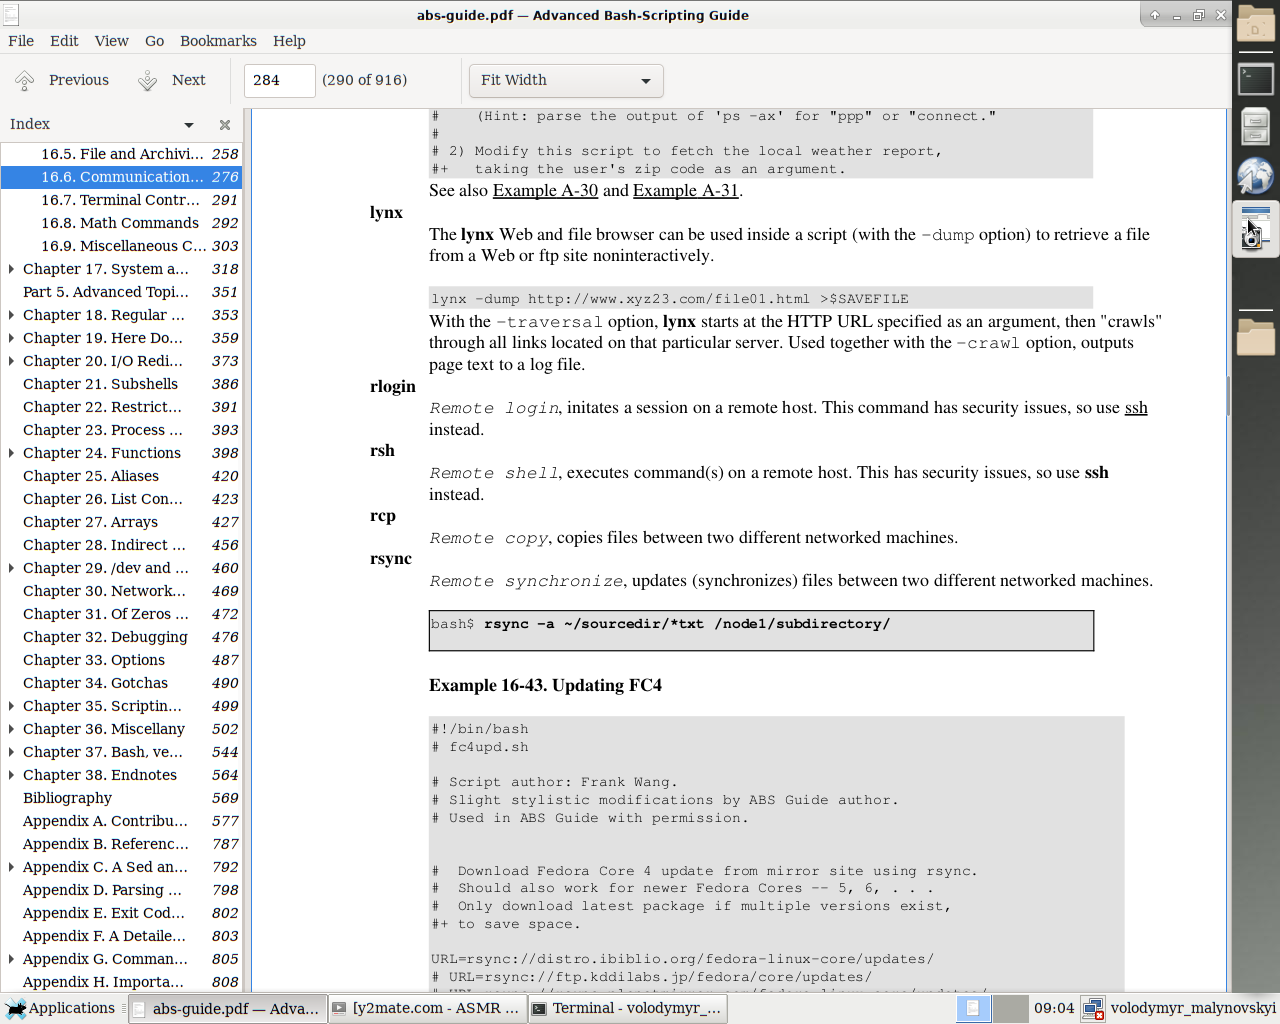 abs-guide.pdf — Advanced Bash-Scripting Guide
File Edit View Go Bookmarks Help
Previous Next 284 (290 of 916) Fit Width
Index
16.5. File and Archivi... 258
16.6. Communication... 276
16.7. Terminal Contr... 291
16.8. Math Commands 292
16.9. Miscellaneous C... 303
Chapter 17. System a... 318
Part 5. Advanced Topi... 351
Chapter 18. Regular ... 353
Chapter 19. Here Do... 359
Chapter 20. I/O Redi... 373
Chapter 21. Subshells 386
Chapter 22. Restrict... 391
Chapter 23. Process ... 393
Chapter 24. Functions 398
Chapter 25. Aliases 420
Chapter 26. List Con... 423
Chapter 27. Arrays 427
Chapter 28. Indirect ... 456
Chapter 29. /dev and ... 460
Chapter 30. Network... 469
Chapter 31. Of Zeros ... 472
Chapter 32. Debugging 476
Chapter 33. Options 487
Chapter 34. Gotchas 490
Chapter 35. Scriptin... 499
Chapter 36. Miscellany 502
Chapter 37. Bash, ve... 544
Chapter 38. Endnotes 564
Bibliography 569
Appendix A. Contribu... 577
Appendix B. Referenc... 787
Appendix C. A Sed an... 792
Appendix D. Parsing ... 798
Appendix E. Exit Cod... 802
Appendix F. A Detaile... 803
Appendix G. Comman... 805
Appendix H. Importa... 808
#    (Hint: parse the output of 'ps -ax' for "ppp" or "connect."
#
# 2) Modify this script to fetch the local weather report,
#+   taking the user's zip code as an argument.
See also Example A-30 and Example A-31.
lynx
The lynx Web and file browser can be used inside a script (with the -dump option) to retrieve a file
from a Web or ftp site noninteractively.
lynx -dump http://www.xyz23.com/file01.html >$SAVEFILE
With the -traversal option, lynx starts at the HTTP URL specified as an argument, then "crawls"
through all links located on that particular server. Used together with the -crawl option, outputs
page text to a log file.
rlogin
Remote login, initates a session on a remote host. This command has security issues, so use ssh
instead.
rsh
Remote shell, executes command(s) on a remote host. This has security issues, so use ssh
instead.
rcp
Remote copy, copies files between two different networked machines.
rsync
Remote synchronize, updates (synchronizes) files between two different networked machines.
bash$ rsync -a ~/sourcedir/*txt /node1/subdirectory/
Example 16-43. Updating FC4
#!/bin/bash
# fc4upd.sh
# Script author: Frank Wang.
# Slight stylistic modifications by ABS Guide author.
# Used in ABS Guide with permission.
#  Download Fedora Core 4 update from mirror site using rsync.
#  Should also work for newer Fedora Cores -- 5, 6, . . .
#  Only download latest package if multiple versions exist,
#+ to save space.
URL=rsync://distro.ibiblio.org/fedora-linux-core/updates/
# URL=rsync://ftp.kddilabs.jp/fedora/core/updates/
Applications abs-guide.pdf — Adva... [y2mate.com - ASMR ... Terminal - volodymyr_... 09:04 volodymyr_malynovskyi